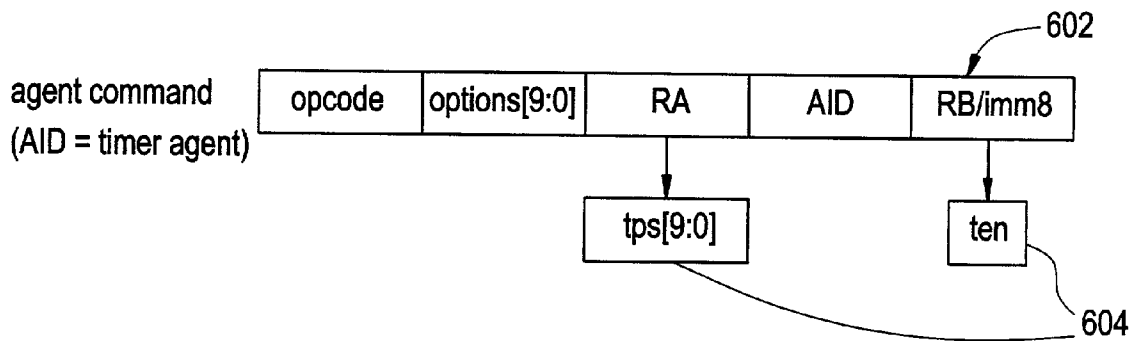 602
agent command
(AID = timer agent)
opcode options[9:0] RA AID RB/imm8
tps[9:0] ten
604